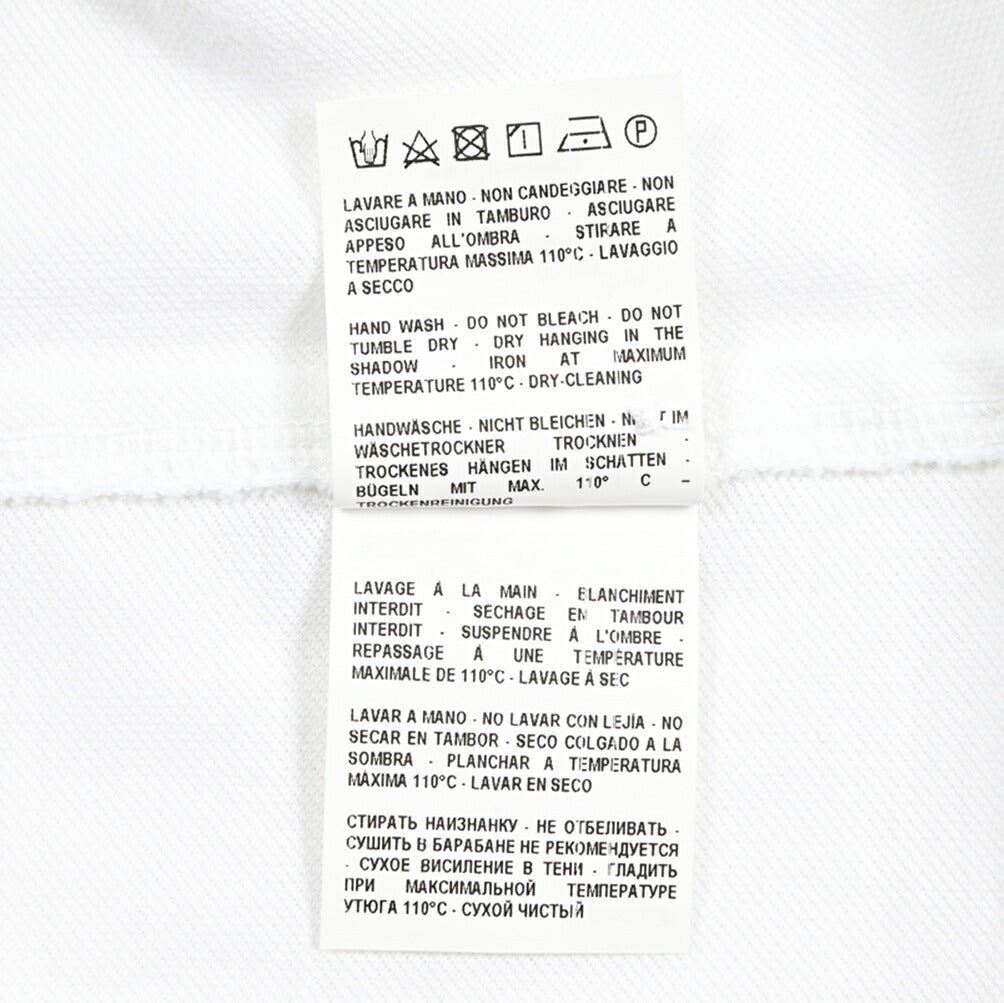 P
LAVARE A MANO - NON CANDEGGIARE - NON
ASCIUGARE IN TAMBURO - ASCIUGARE
APPESO ALL'OMBRA - STIRARE A
TEMPERATURA MASSIMA 110°C - LAVAGGIO
A SECCO
HAND WASH - DO NOT BLEACH - DO NOT
TUMBLE DRY - DRY HANGING IN THE
SHADOW - IRON AT MAXIMUM
TEMPERATURE 110°C - DRY-CLEANING
HANDWÄSCHE - NICHT BLEICHEN - IM
WÄSCHETROCKNER TROCKNEN -
TROCKENES HÄNGEN IM SCHATTEN -
BÜGELN MIT MAX. 110° C –
TROCKENREINIGUNG
LAVAGE Á LA MAIN - BLANCHIMENT
INTERDIT - SECHAGE EN TAMBOUR
INTERDIT - SUSPENDRE Á L'OMBRE -
REPASSAGE Á UNE TEMPÉRATURE
MAXIMALE DE 110°C - LAVAGE Á SEC
LAVAR A MANO - NO LAVAR CON LEJÍA - NO
SECAR EN TAMBOR - SECO COLGADO A LA
SOMBRA - PLANCHAR A TEMPERATURA
MÁXIMA 110°C - LAVAR EN SECO
СТИРАТЬ НАИЗНАНКУ - НЕ ОТБЕЛИВАТЬ -
СУШИТЬ В БАРАБАНЕ НЕ РЕКОМЕНДУЕТСЯ
- СУХОЕ ВИСИЛЕНИЕ В ТЕНИ - ГЛАДИТЬ
ПРИ МАКСИМАЛЬНОЙ ТЕМПЕРАТУРЕ
УТЮГА 110°C - СУХОЙ ЧИСТЫЙ